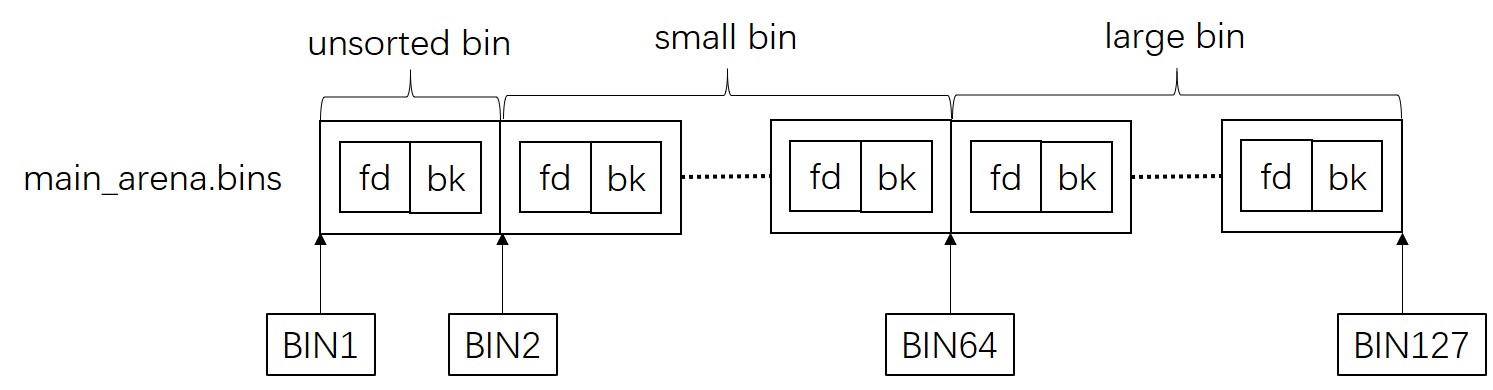 unsorted bin
small bin
large bin
main_arena.bins
fd bk
fd bk
fd bk
fd bk
fd bk
BIN1
BIN2
BIN64
BIN127